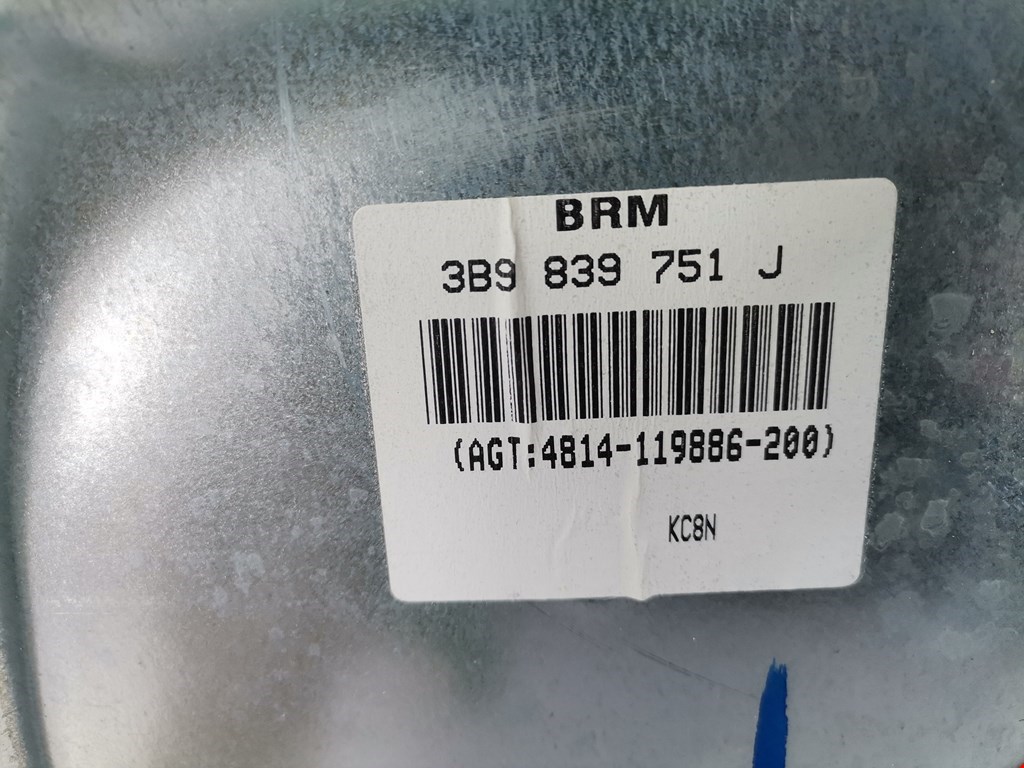 BRM
3B9 839 751 J
(AGT:4814-119886-200)
KC8N